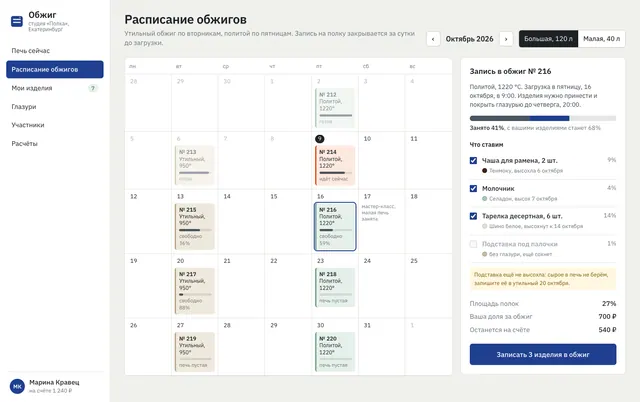 Обжиг
студия «Полка»,
Екатеринбург
Печь сейчас
Расписание обжигов
Мои изделия
7
Глазури
Участники
Расчёты
МК
Марина Кравец
на счёте 1 240 ₽
Расписание обжигов
Утильный обжиг по вторникам, политой по пятницам. Запись на полку закрывается за сутки
до загрузки.
Октябрь 2026
Большая, 120 л
Малая, 40 л
пн вт ср чт пт сб вс
28 29 30 1 2 3 4
№ 212
Политой,
1220°
готов
5 6 7 8 9 10 11
№ 213
Утильный,
950°
готов
№ 214
Политой,
1220°
идёт сейчас
12 13 14 15 16 17 18
№ 215
Утильный,
950°
свободно
36%
№ 216
Политой,
1220°
свободно
59%
мастер-класс,
малая печь
занята
19 20 21 22 23 24 25
№ 217
Утильный,
950°
свободно
88%
№ 218
Политой,
1220°
печь пустая
26 27 28 29 30 31 1
№ 219
Утильный,
950°
печь пустая
№ 220
Политой,
1220°
печь пустая
Запись в обжиг № 216
Политой, 1220 °C. Загрузка в пятницу, 16
октября, в 9:00. Изделия нужно принести и
покрыть глазурью до четверга, 20:00.
Занято 41%, с вашими изделиями станет 68%
Что ставим
Чаша для рамена, 2 шт. 9%
Тенмоку, высохла 6 октября
Молочник 4%
Селадон, высох 7 октября
Тарелка десертная, 6 шт. 14%
Шино белое, высохнут к 14 октября
Подставка под палочки 1%
без глазури, ещё сохнет
Подставка ещё не высохла: сырое в печь не берём,
запишите её в утильный 20 октября.
Площадь полок 27%
Ваша доля за обжиг 700 ₽
Останется на счёте 540 ₽
Записать 3 изделия в обжиг